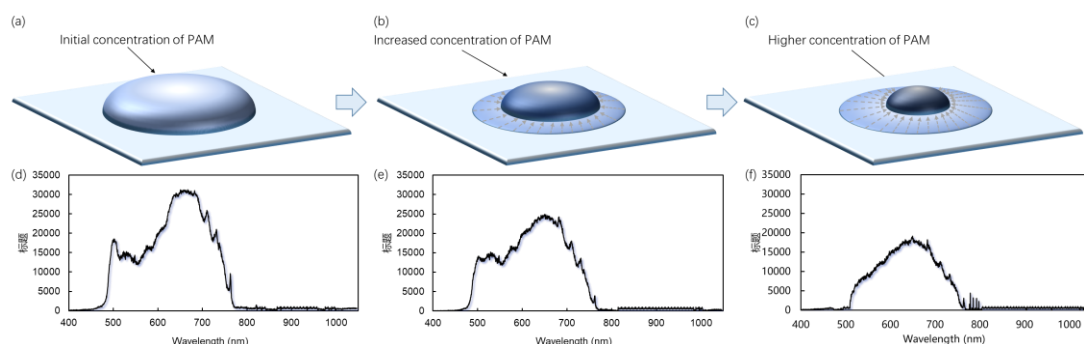 (a)
Initial concentration of PAM
(b)
Increased concentration of PAM
(c)
Higher concentration of PAM
(d)
35000
30000
25000
20000
15000
10000
5000
0
标题
400 500 600 700 800 900 1000
Wavelength (nm)
(e)
35000
30000
25000
20000
15000
10000
5000
0
标题
400 500 600 700 800 900 1000
Wavelength (nm)
(f)
35000
30000
25000
20000
15000
10000
5000
0
标题
400 500 600 700 800 900 1000
Wavelength (nm)